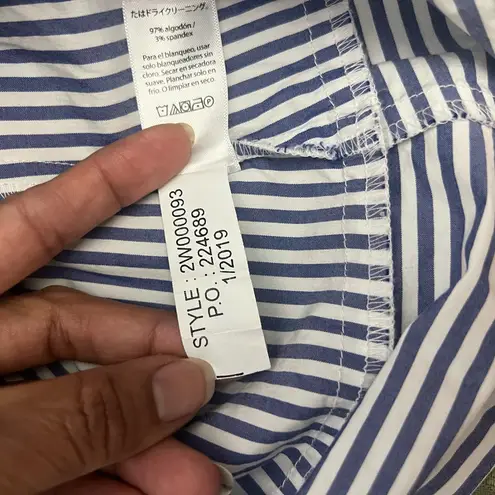 たはドライクリーニング。
97% algodón /
3% spandex
Para el blanqueo, usar
solo blanqueadores sin
cloro. Secar en secadora
suave. Planchar solo en
frío. O limpiar en seco
STYLE : 2W000093
P.O. : 224689
1/2019